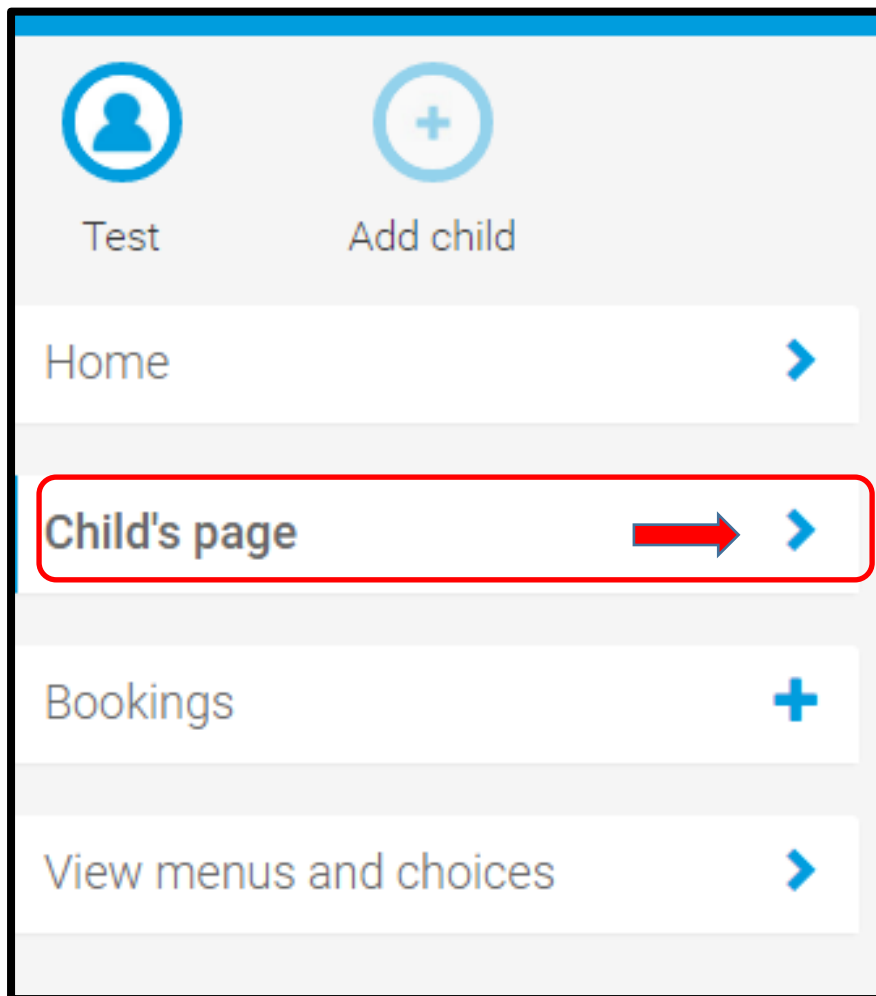 Test
Add child
Home
Child's page
Bookings
View menus and choices